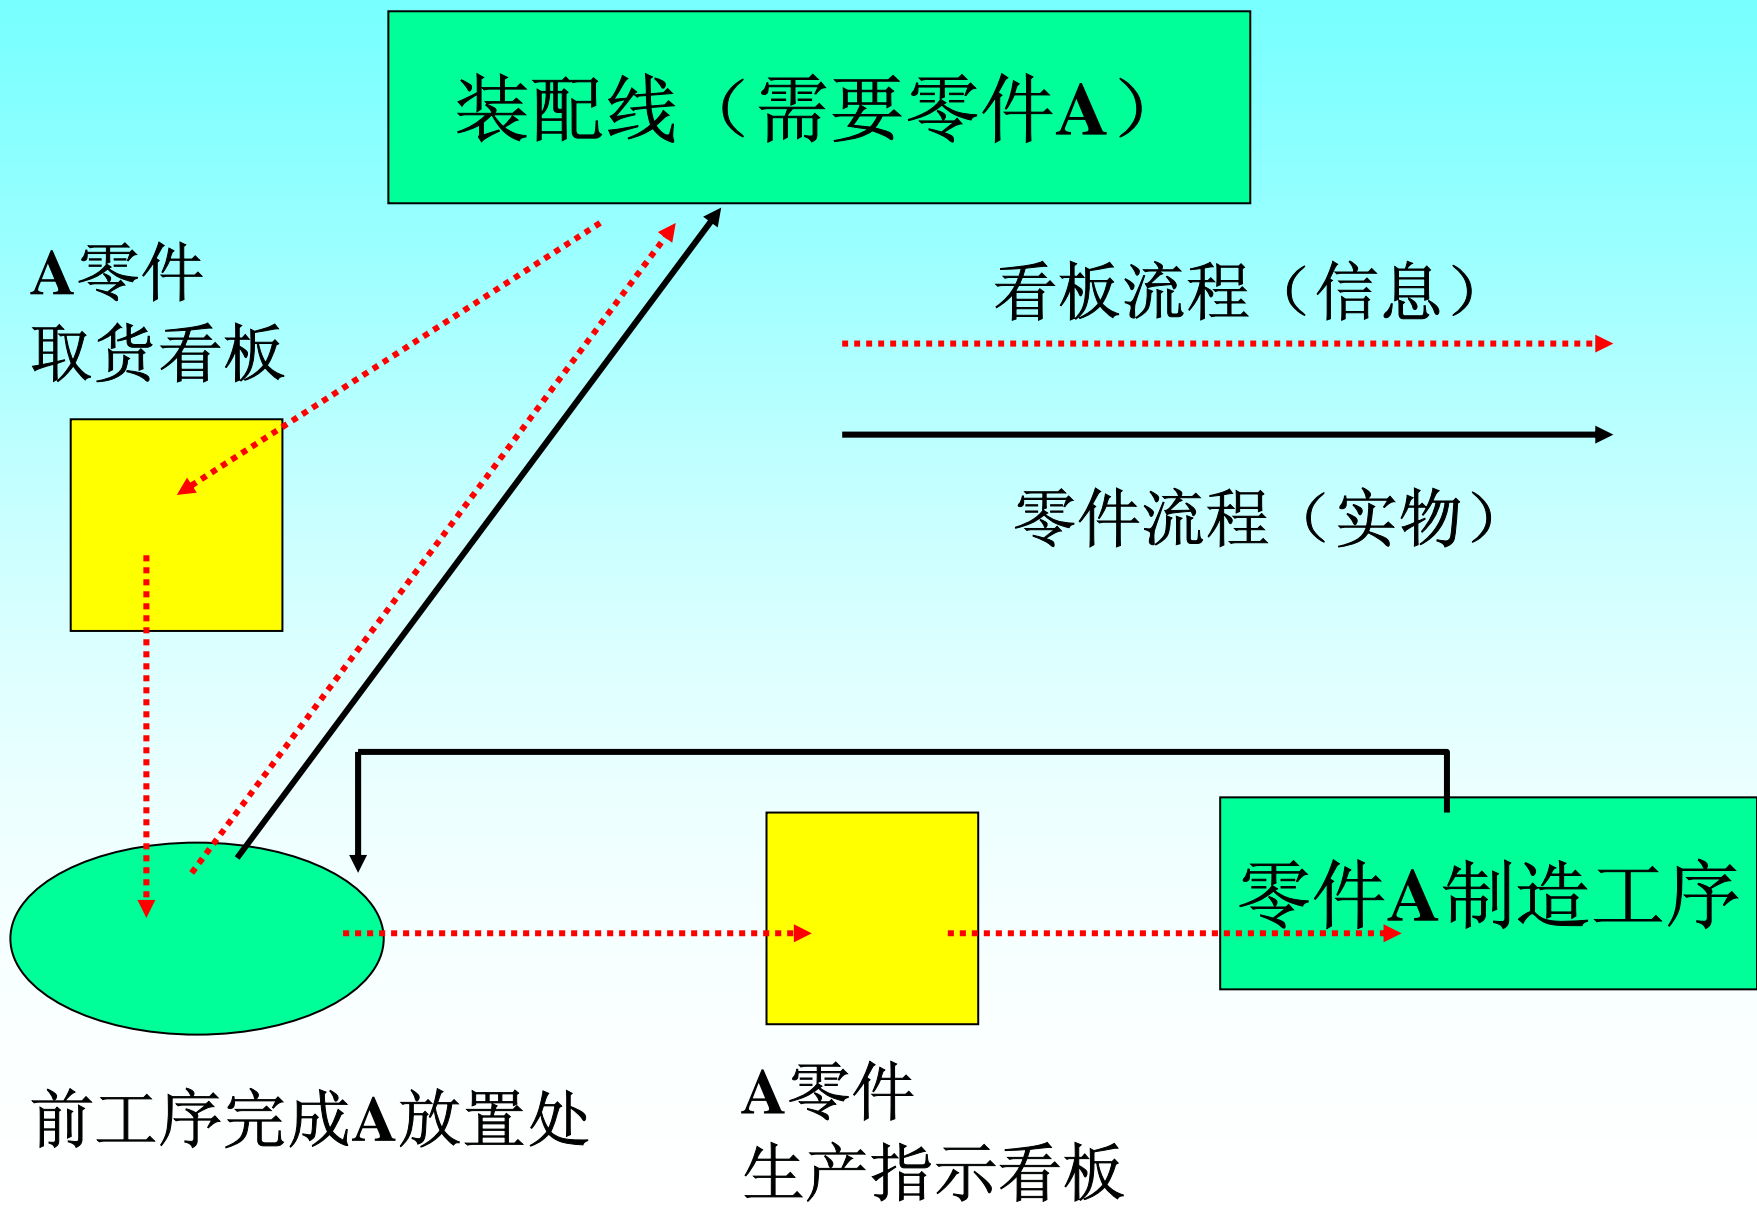 装配线（需要零件A）
A零件
取货看板
看板流程（信息）
零件流程（实物）
零件A制造工序
前工序完成A放置处
A零件
生产指示看板